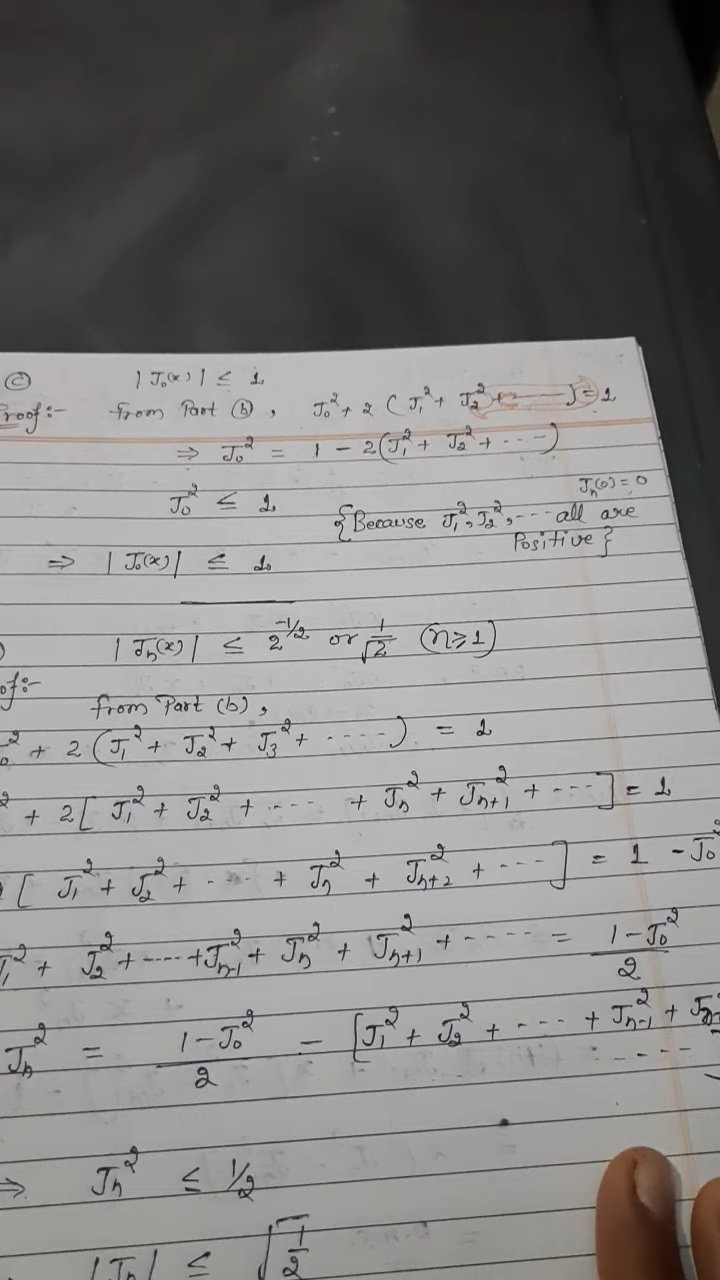 ⓒ |J₀(x)| ≤ 1
Proof:- from Part ⓑ, J₀² + 2 (J₁² + J₂² + ----) = 1
⇒ J₀² = 1 - 2(J₁² + J₂² + ----)
Jₙ(0) = 0
J₀² ≤ 1 {Because J₁², J₂², ---- all are
Positive}
⇒ |J₀(x)| ≤ 1.
) |Jₙ(x)| ≤ 2^(-1/2) or 1/√2 (n ≥ 1)
of:-
from Part (b),
₀² + 2 (J₁² + J₂² + J₃² + ----) = 1
² + 2[ J₁² + J₂² + ---- + Jₙ² + Jₙ₊₁² + ---] = 1
[ J₁² + J₂² + ---- + Jₙ² + Jₙ₊₂² + ---] = 1 - J₀²
J₁² + J₂² + ---- + Jₙ₋₁² + Jₙ² + Jₙ₊₁² + ---- = (1 - J₀²)/2
Jₙ² = (1 - J₀²)/2 - [J₁² + J₂² + ---- + Jₙ₋₁² +
----
⇒ Jₙ² ≤ 1/2
|Jₙ| ≤ √(1/2)